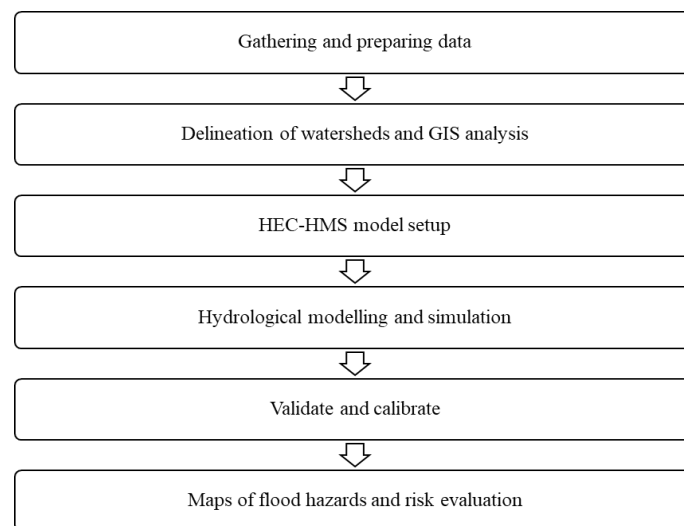 Gathering and preparing data
Delineation of watersheds and GIS analysis
HEC-HMS model setup
Hydrological modelling and simulation
Validate and calibrate
Maps of flood hazards and risk evaluation